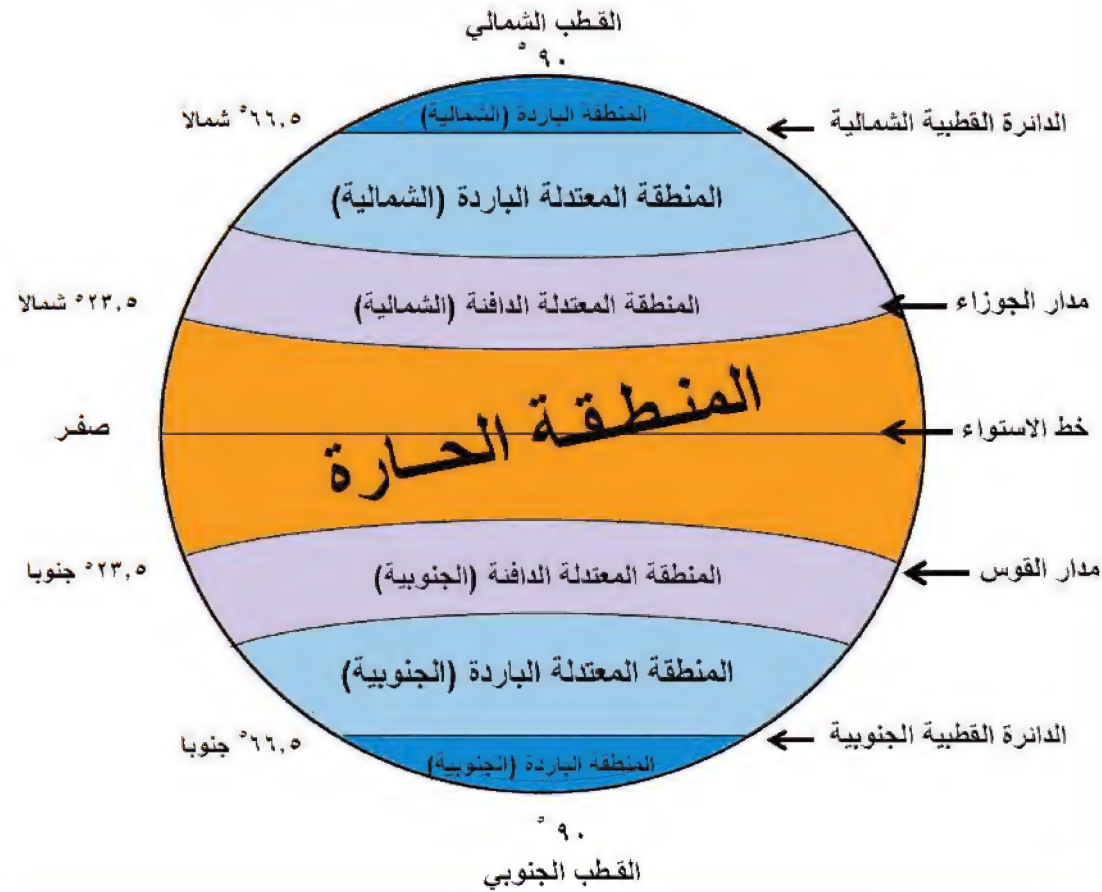 القطب الشمالي
٩٠ °
المنطقة الباردة (الشمالية)
الدائرة القطبية الشمالية
٦٦,٥° شمالاً
المنطقة المعتدلة الباردة (الشمالية)
مدار الجوزاء
المنطقة المعتدلة الدافئة (الشمالية)
٢٣,٥° شمالاً
المنطقة الحارة
خط الاستواء
صفر
مدار القوس
المنطقة المعتدلة الدافئة (الجنوبية)
٢٣,٥° جنوبا
المنطقة المعتدلة الباردة (الجنوبية)
الدائرة القطبية الجنوبية
٦٦,٥° جنوبا
المنطقة الباردة (الجنوبية)
٩٠ °
القطب الجنوبي